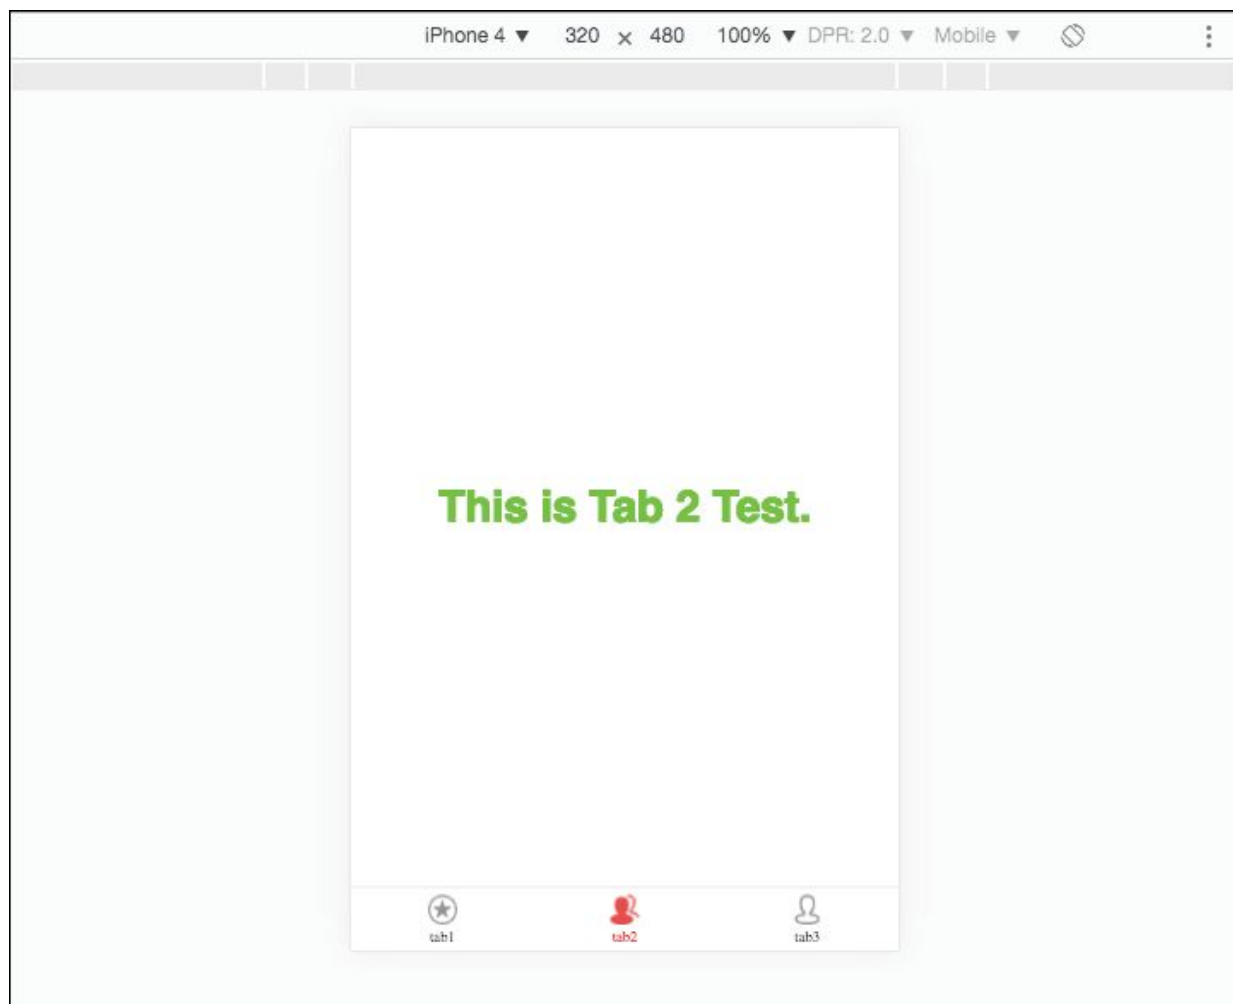 iPhone 4 ▼ 320 × 480 100% ▼ DPR: 2.0 ▼ Mobile ▼
This is Tab 2 Test.
tab1 tab2 tab3